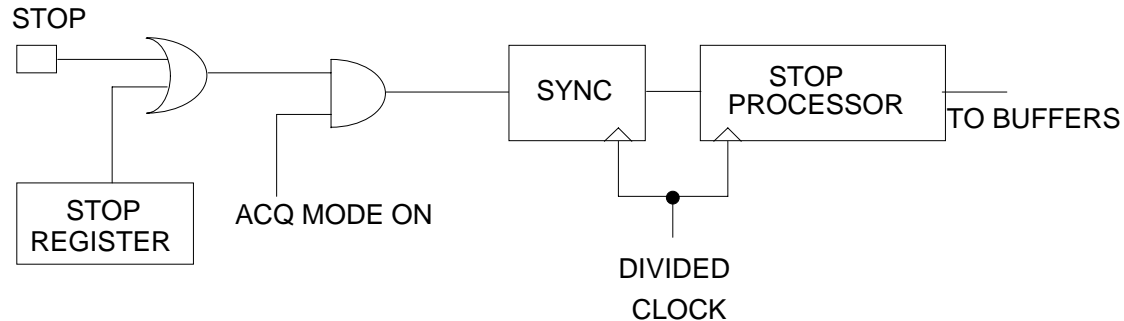 STOP
SYNC
STOP
PROCESSOR
TO BUFFERS
STOP
REGISTER
ACQ MODE ON
DIVIDED
CLOCK